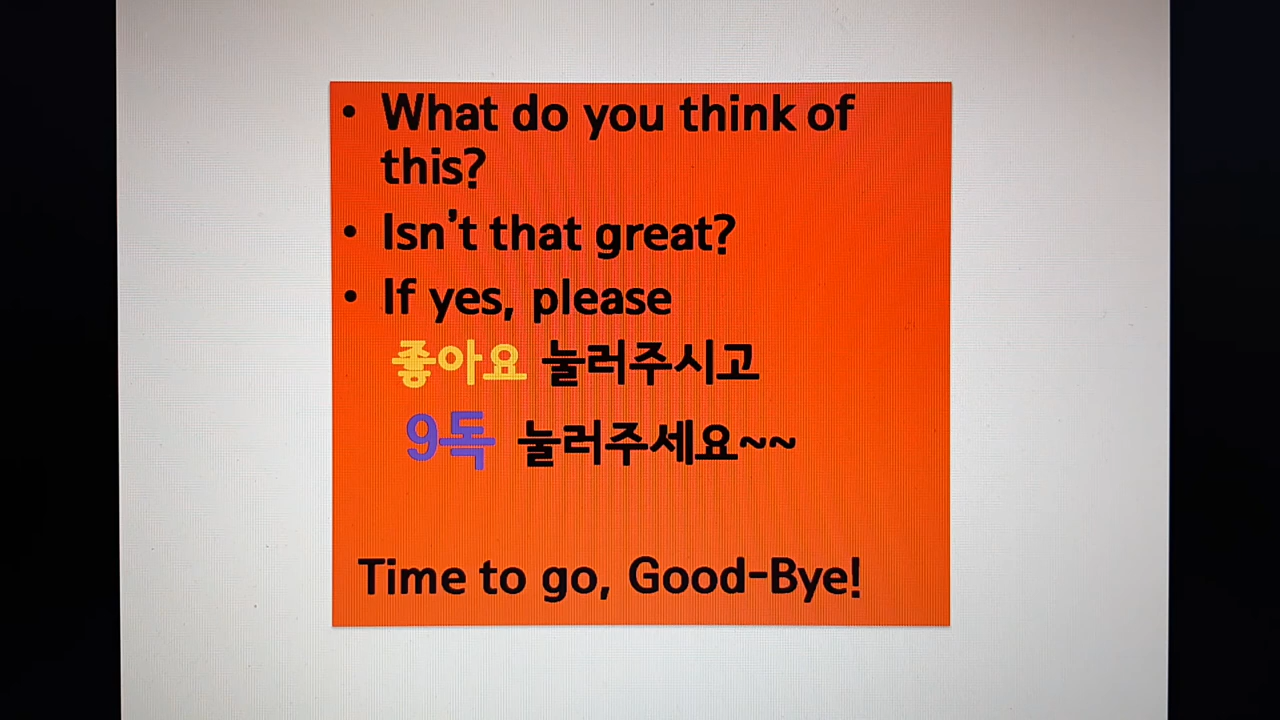 • What do you think of
this?
• Isn't that great?
• If yes, please
좋아요 눌러주시고
9독 눌러주세요~~
Time to go, Good-Bye!